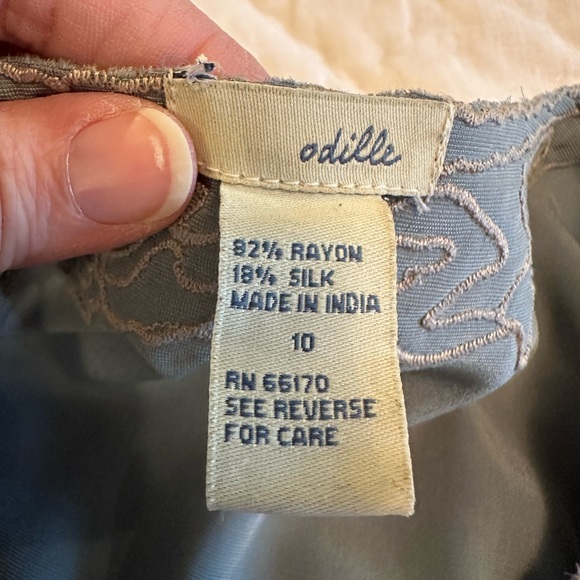 odille
82% RAYON
18% SILK
MADE IN INDIA
10
RN 66170
SEE REVERSE
FOR CARE